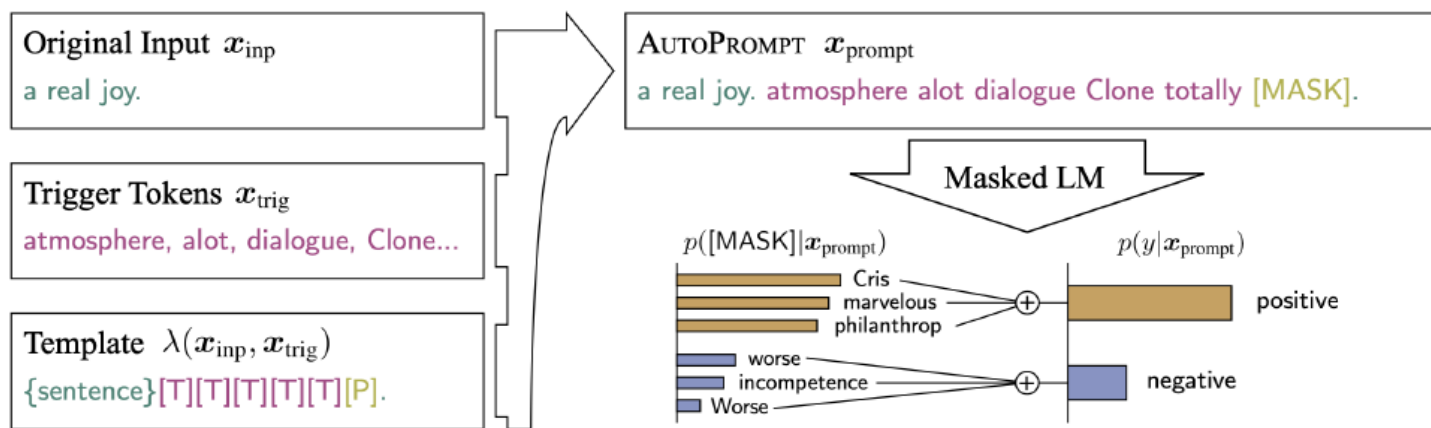 Original Input x_inp
a real joy.
Trigger Tokens x_trig
atmosphere, alot, dialogue, Clone...
Template λ(x_inp, x_trig)
{sentence}[T][T][T][T][T][P].
AUTOPROMPT x_prompt
a real joy. atmosphere alot dialogue Clone totally [MASK].
Masked LM
p([MASK]|x_prompt)
Cris
marvelous
philanthrop
worse
incompetence
Worse
p(y|x_prompt)
positive
negative